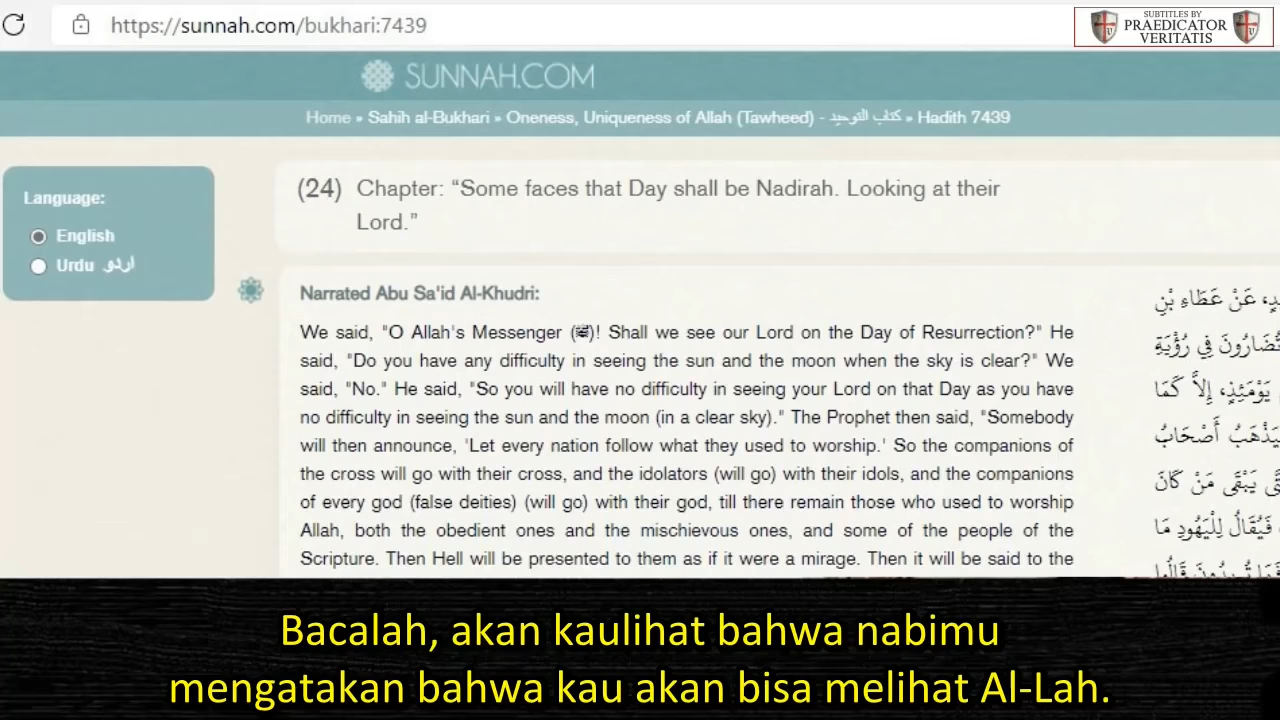 https://sunnah.com/bukhari:7439
SUBTITLES BY
PRAEDICATOR
VERITATIS
SUNNAH.COM
Home » Sahih al-Bukhari » Oneness, Uniqueness of Allah (Tawheed) - كتاب التوحيد » Hadith 7439
Language:
English
Urdu اردو
(24) Chapter: “Some faces that Day shall be Nadirah. Looking at their
Lord.”
Narrated Abu Sa'id Al-Khudri:
We said, "O Allah's Messenger (ﷺ)! Shall we see our Lord on the Day of Resurrection?" He
said, "Do you have any difficulty in seeing the sun and the moon when the sky is clear?" We
said, "No." He said, "So you will have no difficulty in seeing your Lord on that Day as you have
no difficulty in seeing the sun and the moon (in a clear sky)." The Prophet then said, "Somebody
will then announce, 'Let every nation follow what they used to worship.' So the companions of
the cross will go with their cross, and the idolators (will go) with their idols, and the companions
of every god (false deities) (will go) with their god, till there remain those who used to worship
Allah, both the obedient ones and the mischievous ones, and some of the people of the
Scripture. Then Hell will be presented to them as if it were a mirage. Then it will be said to the
عَنْ عَطَاءِ بْنِ
تُضَارُونَ فِي رُؤْيَةِ
يَوْمَئِذٍ، إِلاَّ كَمَا
أَصْحَابُ
يَبْقَى مَنْ كَانَ
فَيُقَالُ لِلْيَهُودِ مَا
Bacalah, akan kaulihat bahwa nabimu
mengatakan bahwa kau akan bisa melihat Al-Lah.